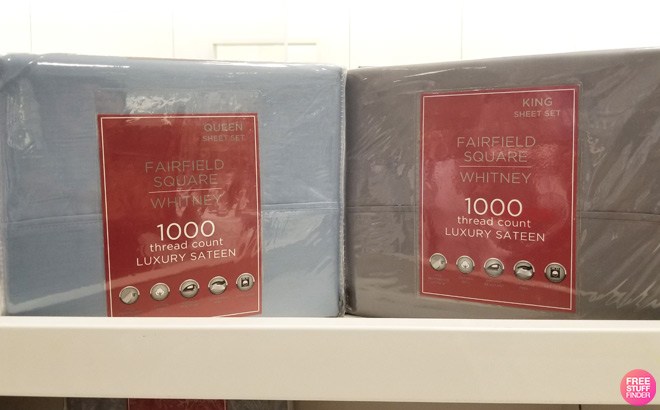 QUEEN
SHEET SET
FAIRFIELD
SQUARE
WHITNEY
1000
thread count
LUXURY SATEEN
KING
SHEET SET
FAIRFIELD
SQUARE
WHITNEY
1000
thread count
LUXURY SATEEN
FREE
STUFF
FINDER